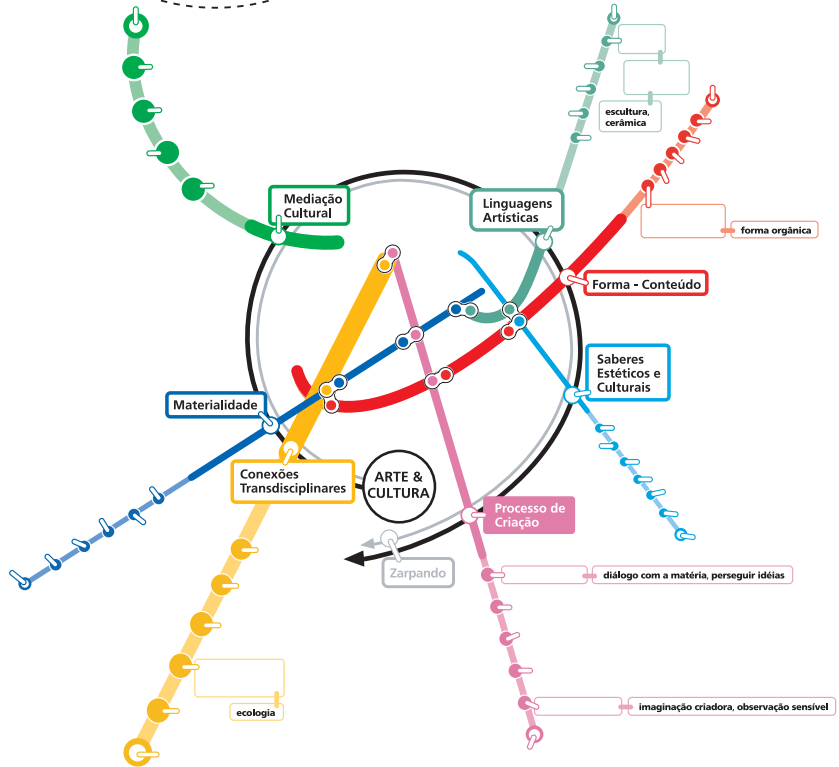 escultura,
cerâmica
Mediação
Cultural
Linguagens
Artísticas
forma orgânica
Forma - Conteúdo
Saberes
Estéticos e
Culturais
Materialidade
Conexões
Transdisciplinares
ARTE &
CULTURA
Processo de
Criação
Zarpando
diálogo com a matéria, perseguir idéias
ecologia
imaginação criadora, observação sensível